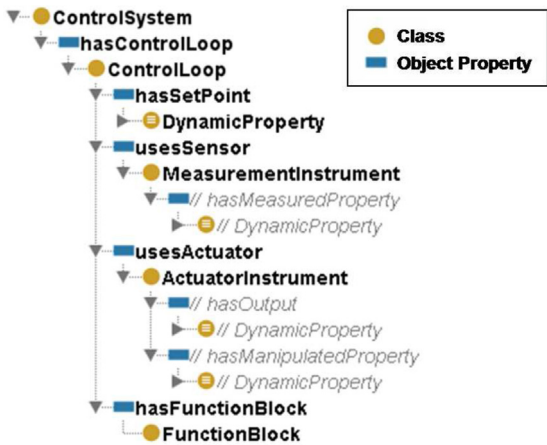 ControlSystem
hasControlLoop
ControlLoop
hasSetPoint
DynamicProperty
usesSensor
MeasurementInstrument
// hasMeasuredProperty
// DynamicProperty
usesActuator
ActuatorInstrument
// hasOutput
// DynamicProperty
// hasManipulatedProperty
// DynamicProperty
hasFunctionBlock
FunctionBlock
Class
Object Property